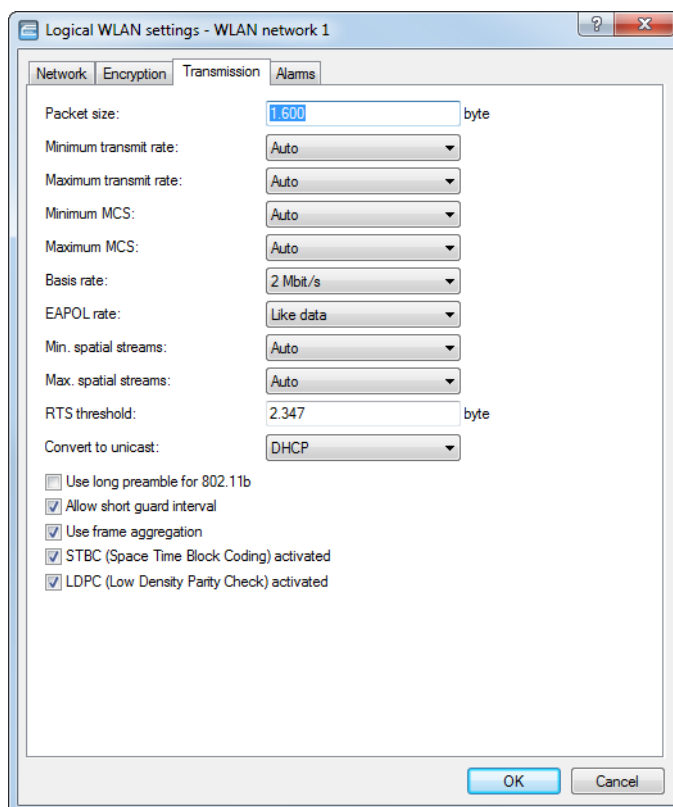 Logical WLAN settings - WLAN network 1
Network Encryption Transmission Alarms
Packet size: 1.600 byte
Minimum transmit rate: Auto
Maximum transmit rate: Auto
Minimum MCS: Auto
Maximum MCS: Auto
Basis rate: 2 Mbit/s
EAPOL rate: Like data
Min. spatial streams: Auto
Max. spatial streams: Auto
RTS threshold: 2.347 byte
Convert to unicast: DHCP
Use long preamble for 802.11b
Allow short guard interval
Use frame aggregation
STBC (Space Time Block Coding) activated
LDPC (Low Density Parity Check) activated
OK Cancel